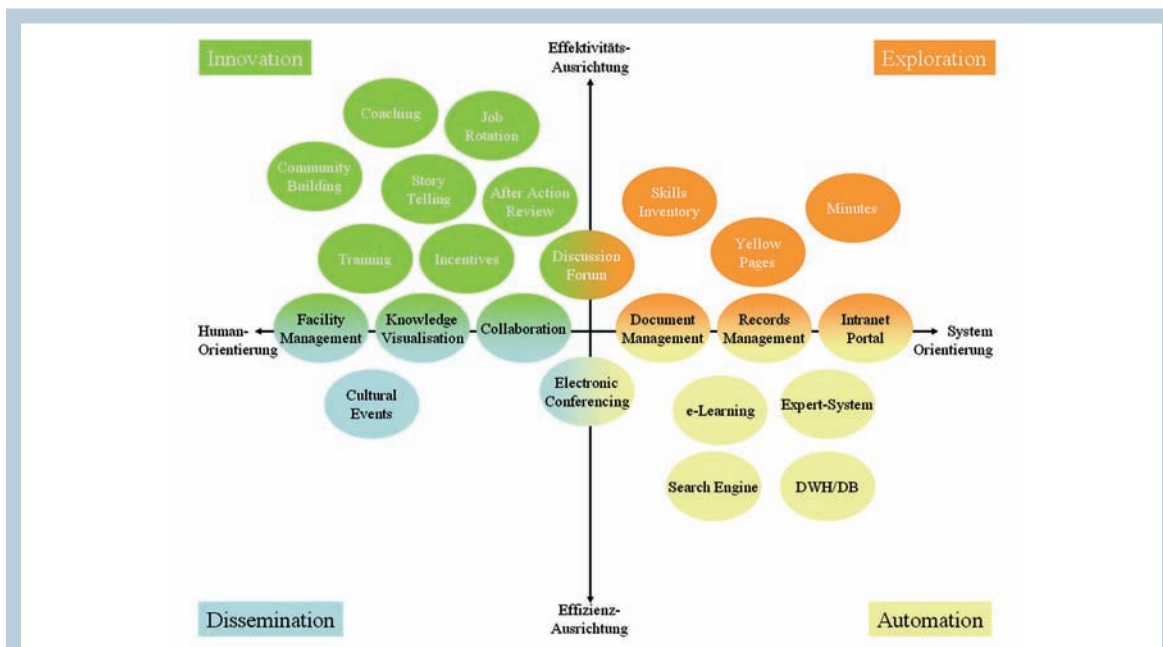 Innovation
Effektivitäts-
Ausrichtung
Exploration
Coaching
Job
Rotation
Community
Building
Story
Telling
After Action
Review
Skills
Inventory
Minutes
Training
Incentives
Discussion
Forum
Yellow
Pages
Human-
Orientierung
Facility
Management
Knowledge
Visualisation
Collaboration
Document
Management
Records
Management
Intranet
Portal
System
Orientierung
Cultural
Events
Electronic
Conferencing
e-Learning
Expert-System
Search Engine
DWH/DB
Dissemination
Effizienz-
Ausrichtung
Automation